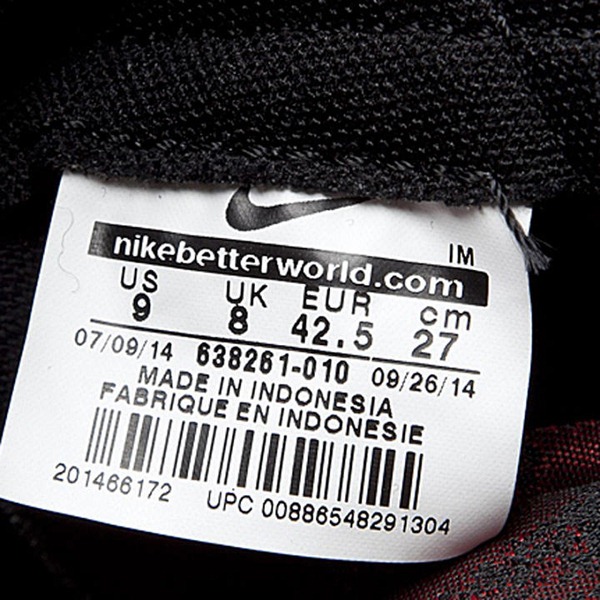 IM
nikebetterworld.com
US UK EUR cm
9 8 42.5 27
07/09/14 638261-010 09/26/14
MADE IN INDONESIA
FABRIQUE EN INDONESIE
201466172 UPC 00886548291304